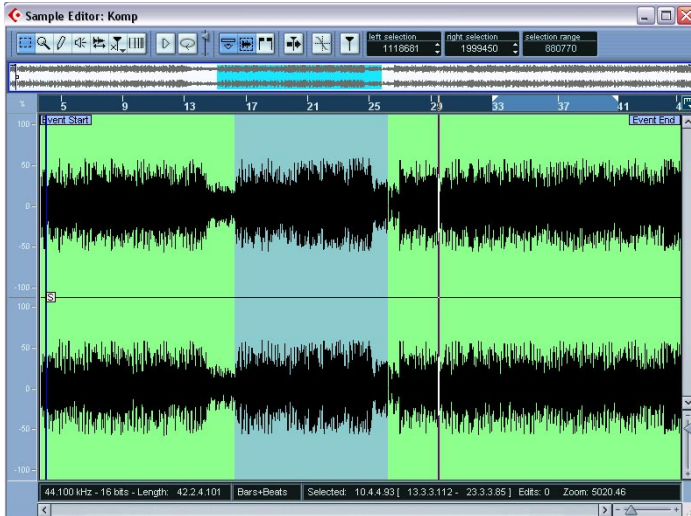 Sample Editor: Komp
left selection
1118681
right selection
1999450
selection range
880770
%
5 9 13 17 21 25 29 33 37 41
Event Start
Event End
100
50
0
-50
-100
S
100
50
0
-50
-100
44.100 kHz - 16 bits - Length: 42.2.4.101
Bars+Beats
Selected: 10.4.4.93 [ 13.3.3.112 - 23.3.3.85 ] Edits: 0 Zoom: 5020.46